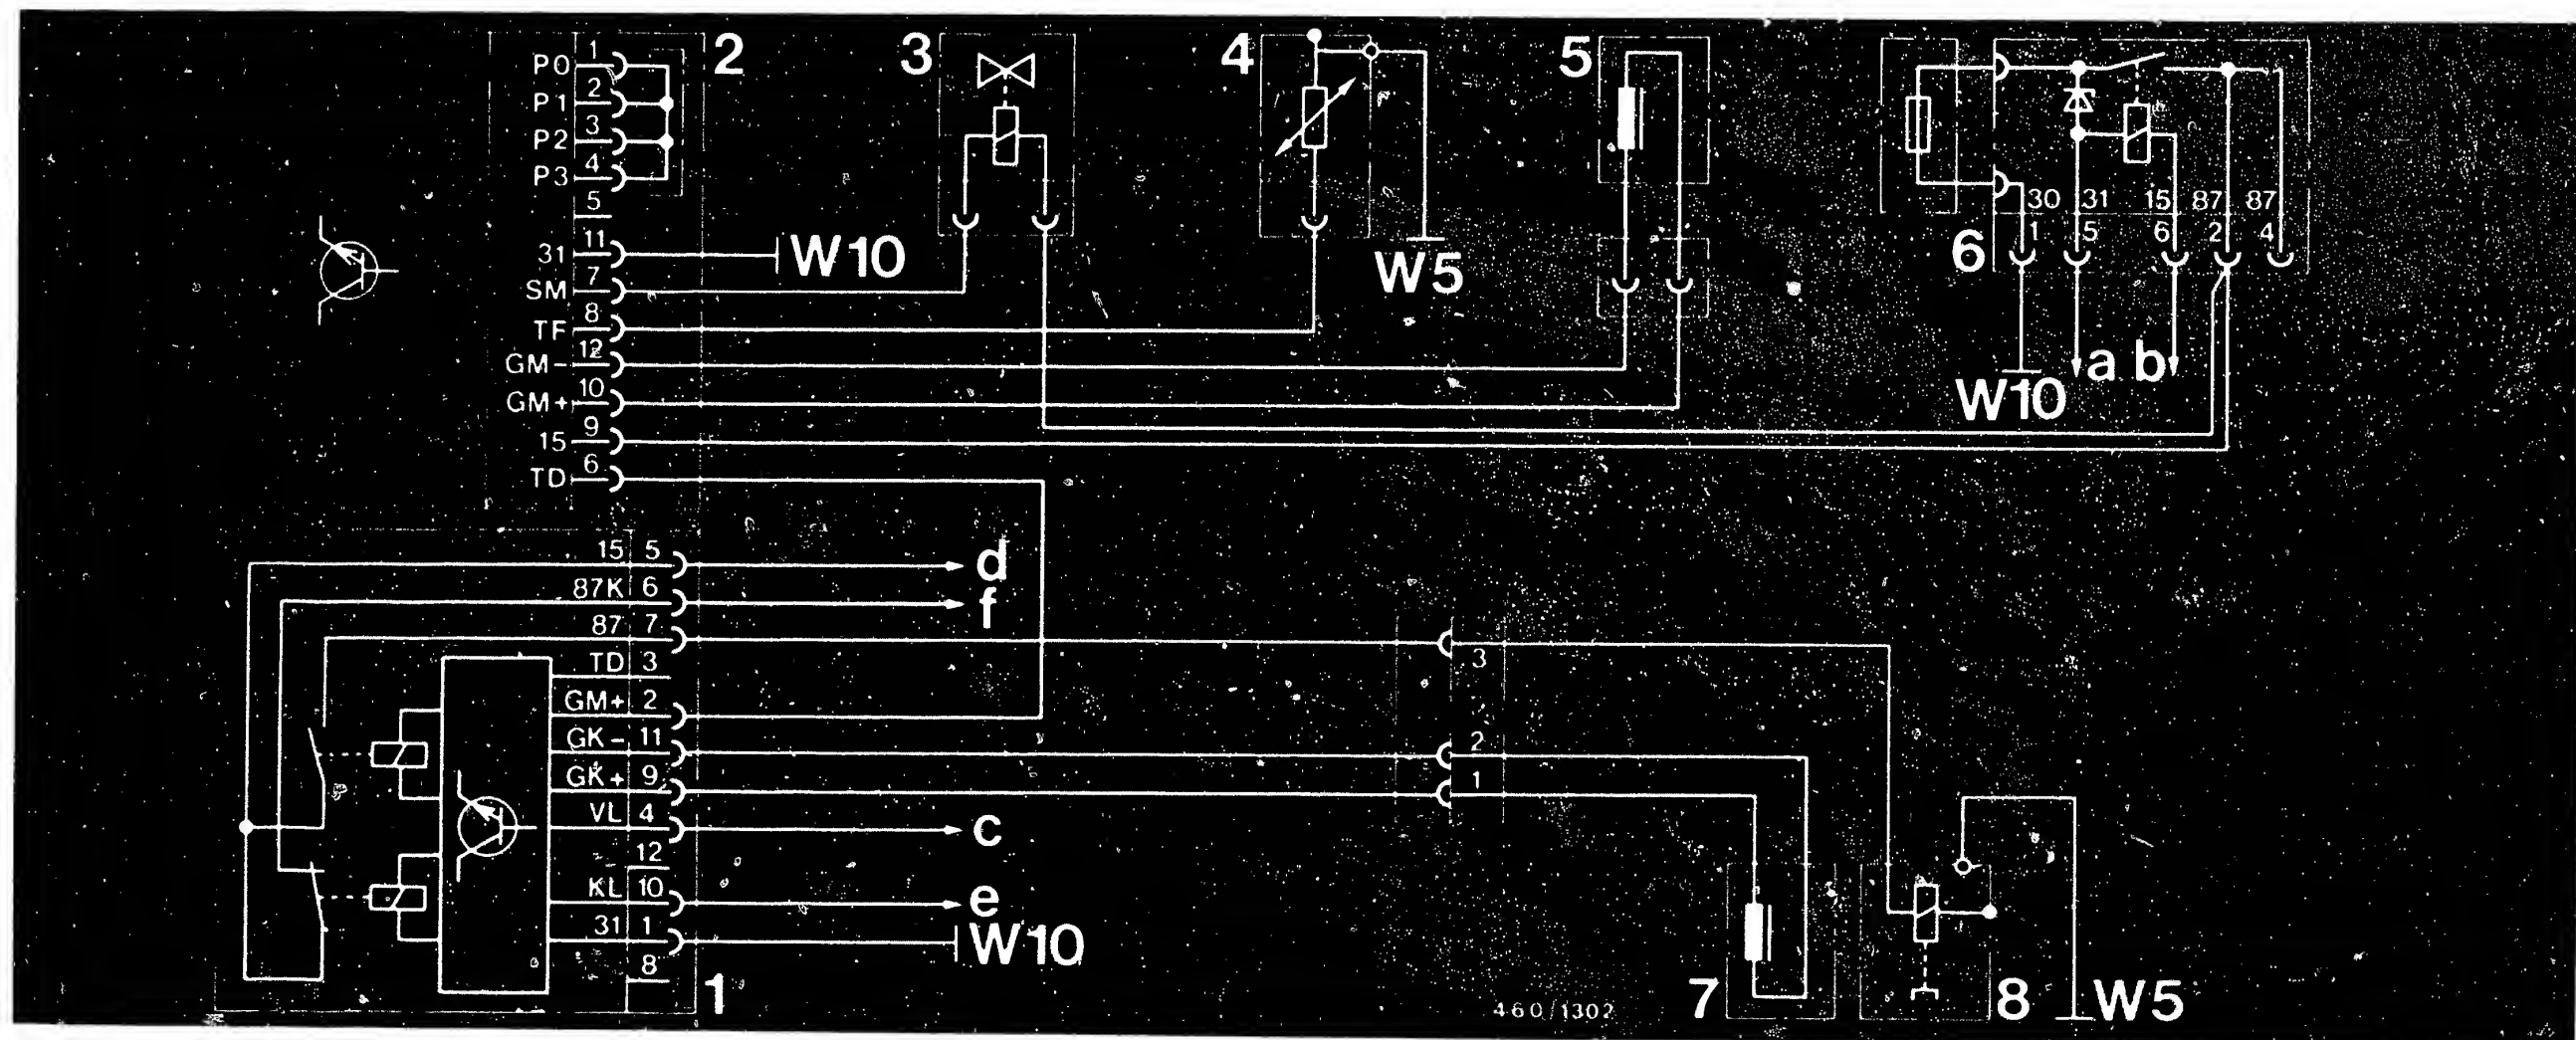 2
3
4
5
6
P0 1
P1 2
P2 3
P3 4
5
31 11
W10
SM 7
TF 8
GM- 12
GM+ 10
15 9
TD 6
W5
30 31 15 87 87
1 5 6 2 4
W10
a b
15 5
d
87K 6
f
87 7
TD 3
GM+ 2
GK- 11
GK+ 9
VL 4
c
12
KL 10
e
31 1
W10
8
1
3
2
1
7
8
W5
460/1302